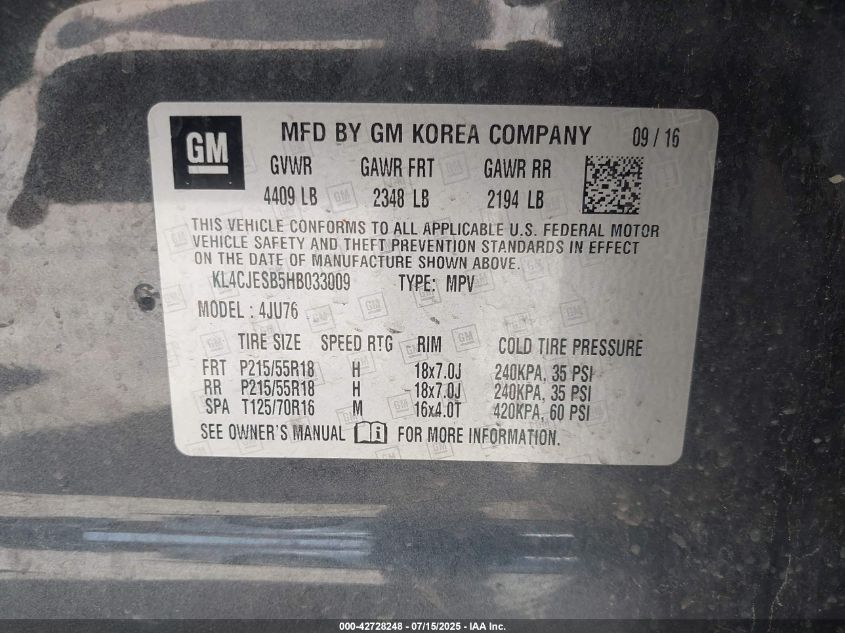 GM MFD BY GM KOREA COMPANY 09 / 16
GVWR GAWR FRT GAWR RR
4409 LB 2348 LB 2194 LB
THIS VEHICLE CONFORMS TO ALL APPLICABLE U.S. FEDERAL MOTOR
VEHICLE SAFETY AND THEFT PREVENTION STANDARDS IN EFFECT
ON THE DATE OF MANUFACTURE SHOWN ABOVE.
KL4CJESB5HB033009 TYPE: MPV
MODEL : 4JU76
TIRE SIZE SPEED RTG RIM COLD TIRE PRESSURE
FRT P215/55R18 H 18x7.0J 240KPA, 35 PSI
RR P215/55R18 H 18x7.0J 240KPA, 35 PSI
SPA T125/70R16 M 16x4.0T 420KPA, 60 PSI
SEE OWNER'S MANUAL FOR MORE INFORMATION.
000-42728248 - 07/15/2025 - IAA Inc.